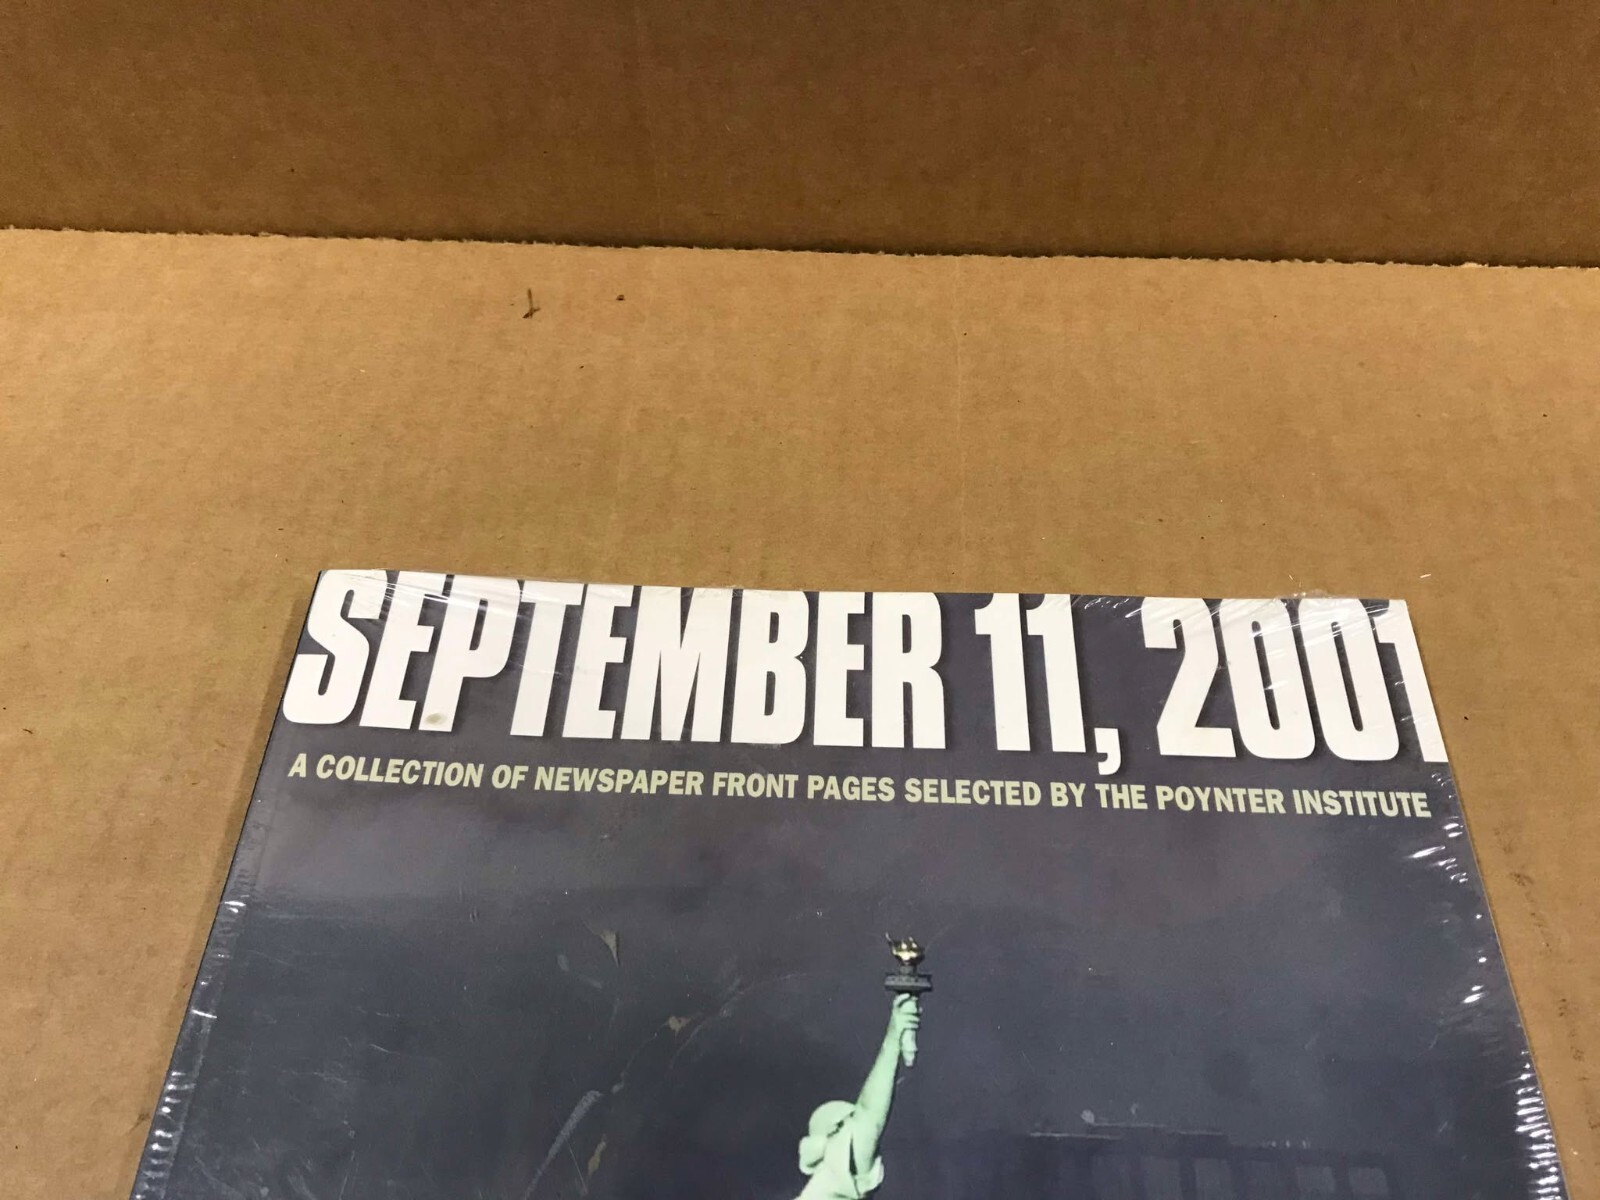 SEPTEMBER 11, 2001
A COLLECTION OF NEWSPAPER FRONT PAGES SELECTED BY THE POYNTER INSTITUTE